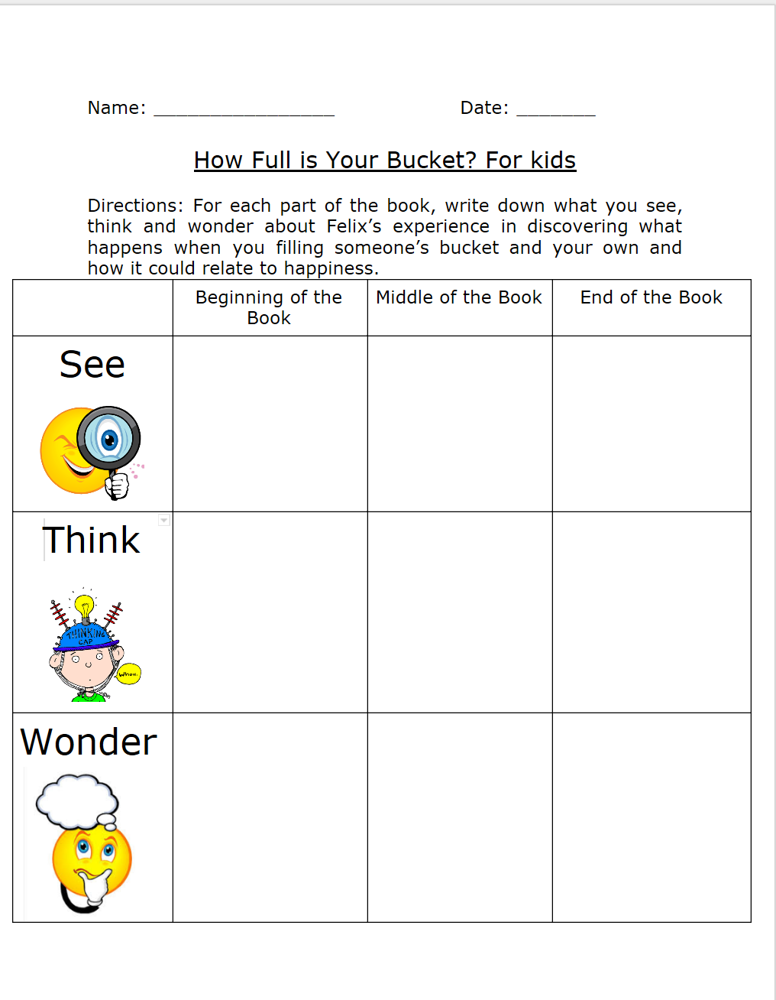 Name: ________________ Date: _______
How Full is Your Bucket? For kids
Directions: For each part of the book, write down what you see,
think and wonder about Felix’s experience in discovering what
happens when you filling someone’s bucket and your own and
how it could relate to happiness.
Beginning of the
Book
Middle of the Book
End of the Book
See
Think
THINKING
CAP
Whoa.
Wonder